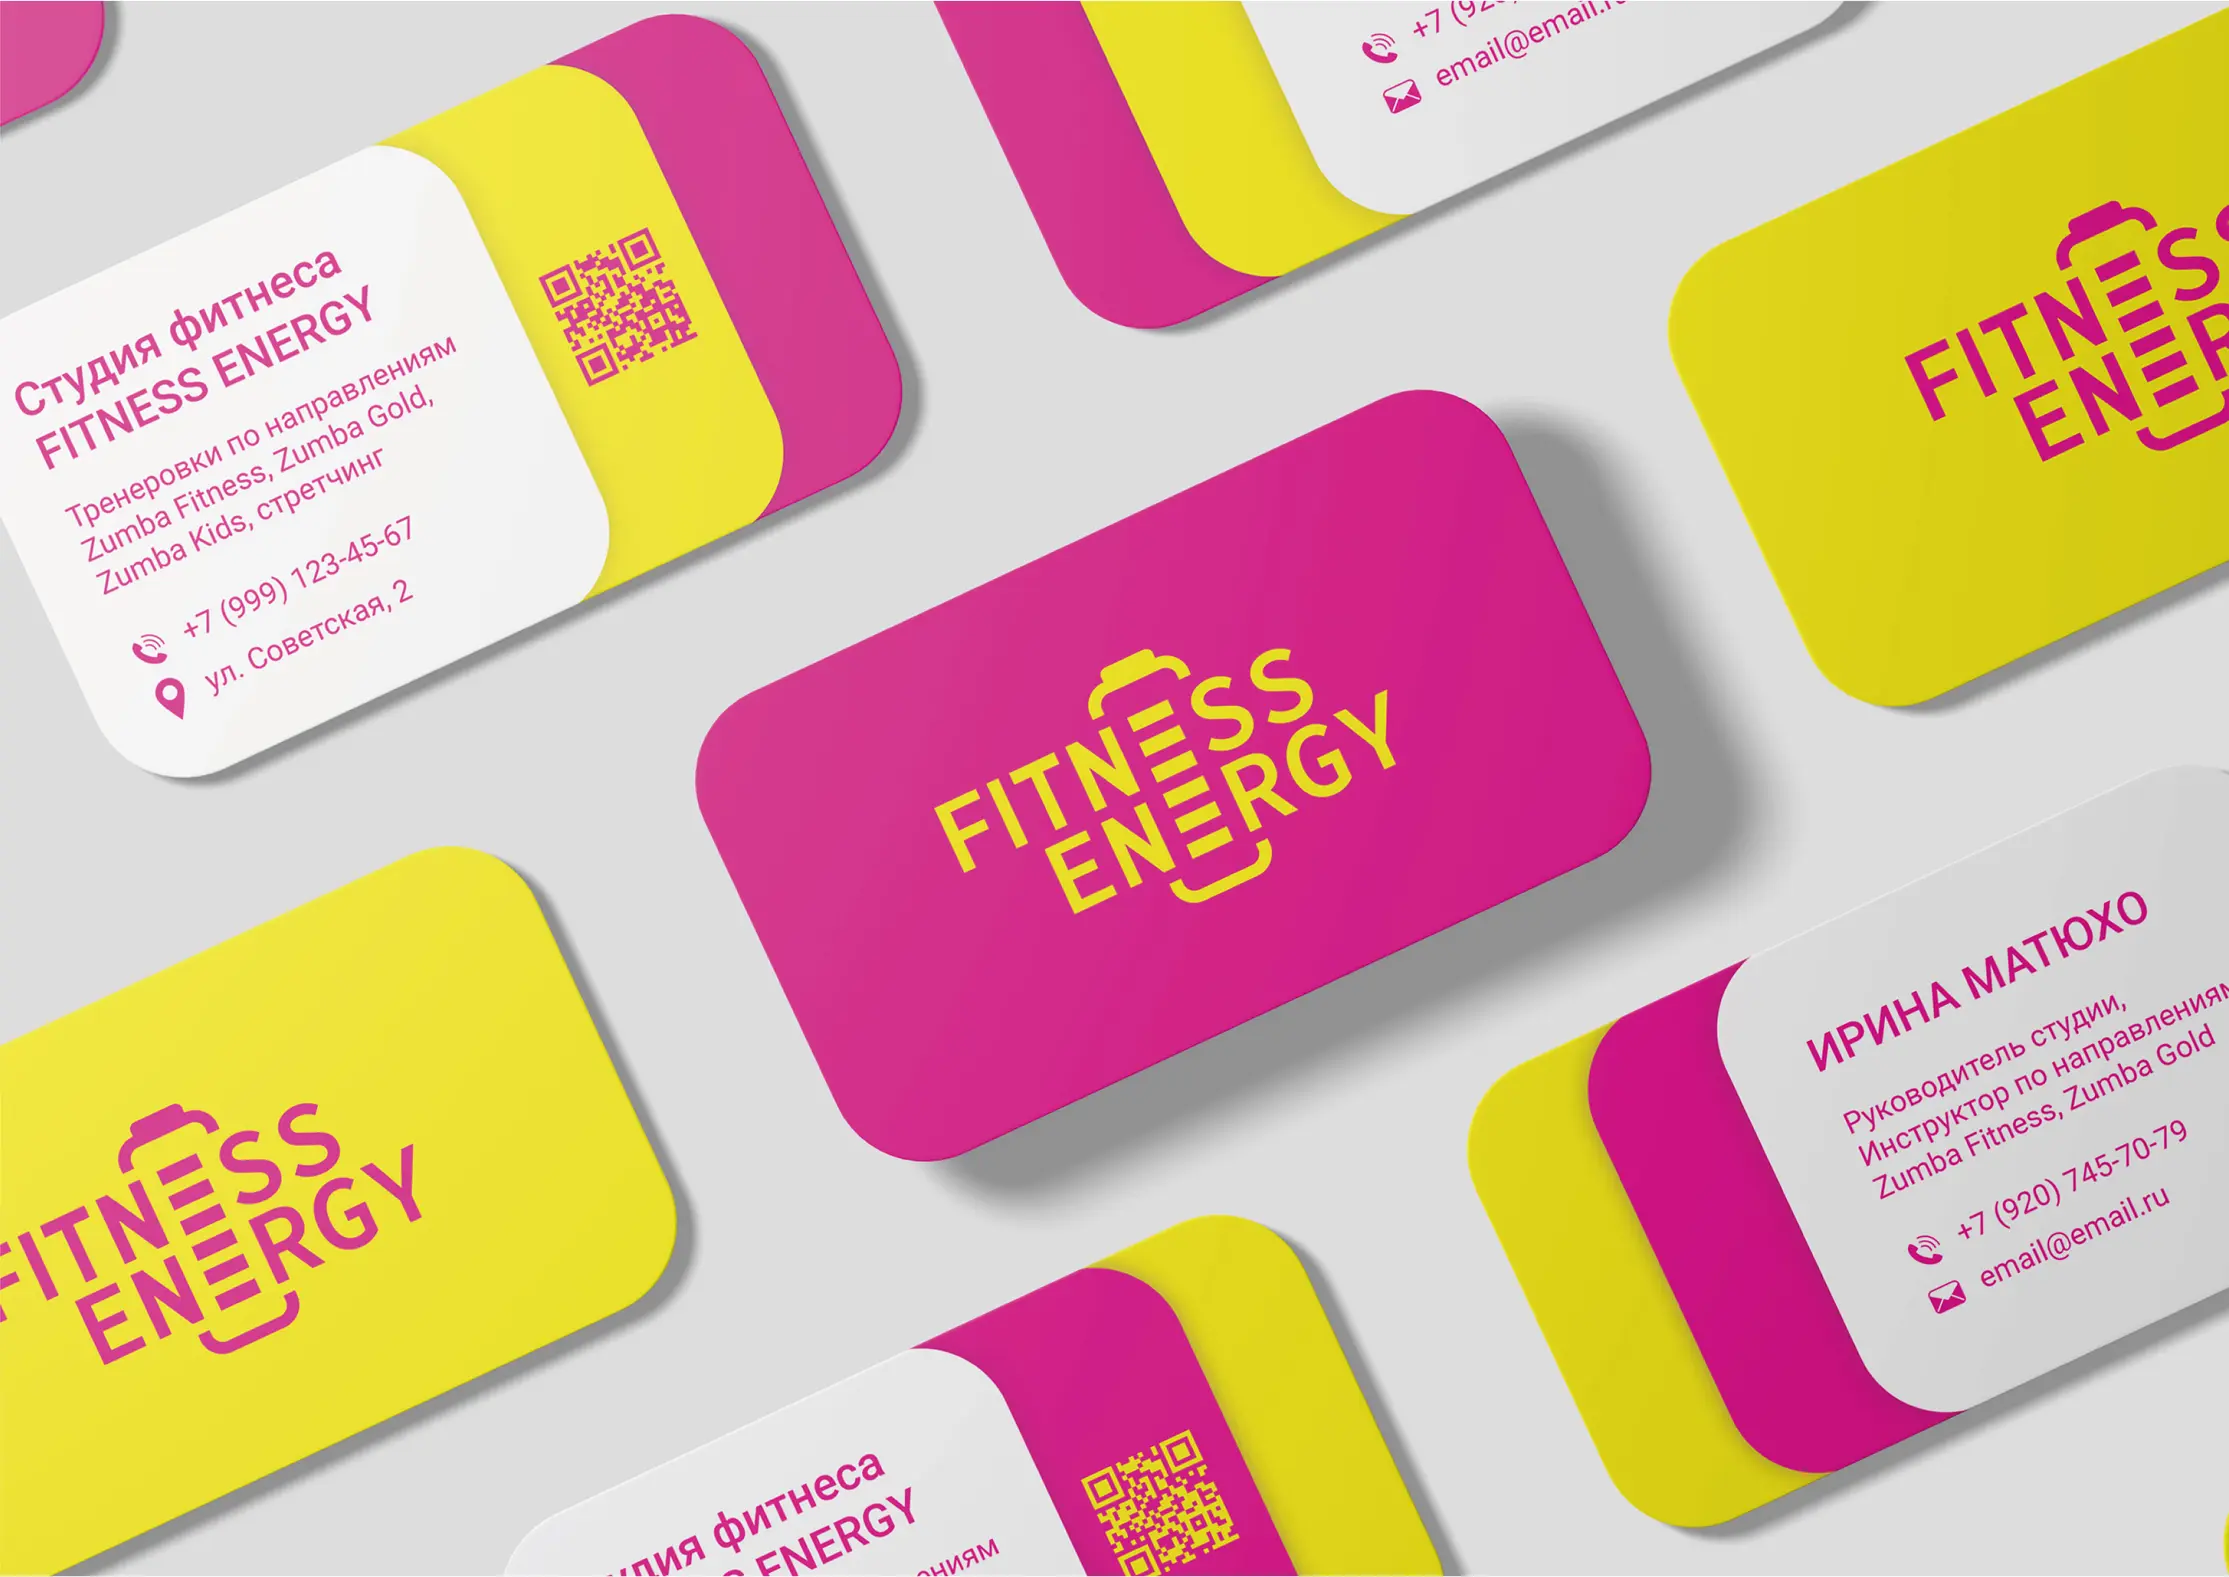 +7 (920)
email@email.ru
Студия фитнеса
FITNESS ENERGY
Тренеровки по направлениям
Zumba Fitness, Zumba Gold,
Zumba Kids, стретчинг
+7 (999) 123-45-67
ул. Советская, 2
FITNESS
ENERGY
FITNESS
ENERGY
ИРИНА МАТЮХО
Руководитель студии,
Инструктор по направлениям
Zumba Fitness, Zumba Gold
+7 (920) 745-70-79
email@email.ru
FITNESS
ENERGY
фитнеса
ENERGY